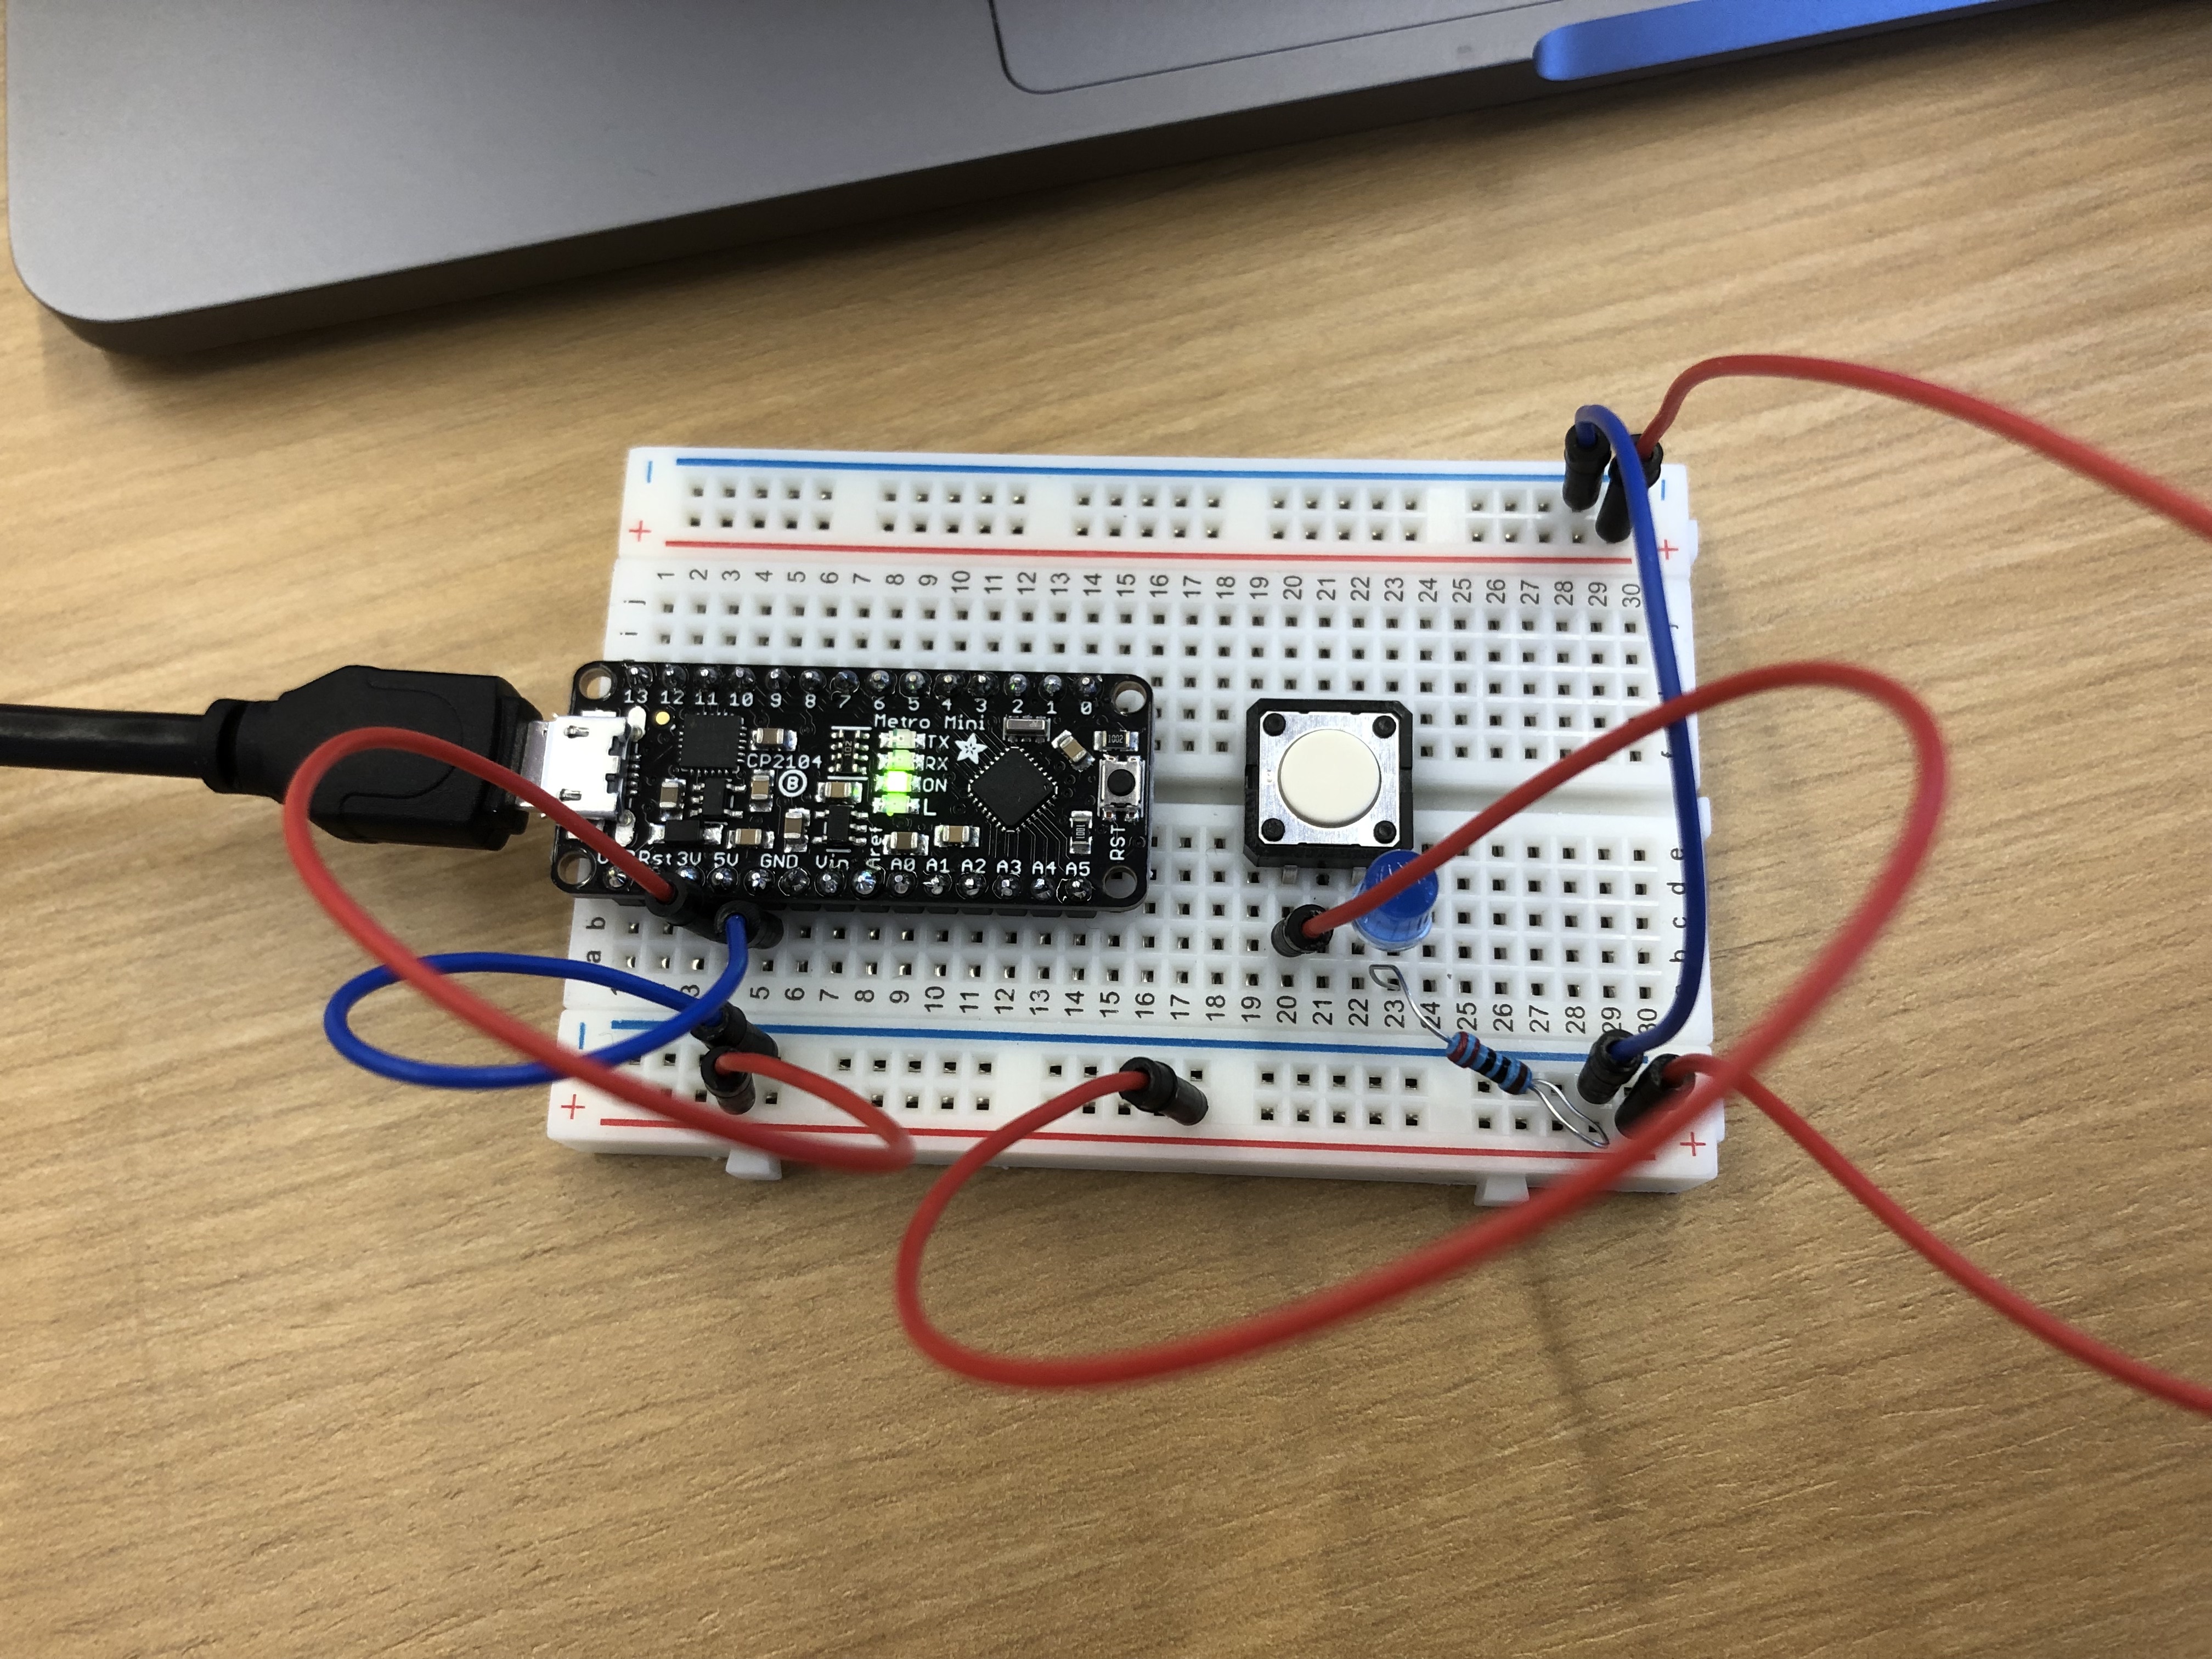 − −
+ +
1 2 3 4 5 6 7 8 9 10 11 12 13 14 15 16 17 18 19 20 21 22 23 24 25 26 27 28 29 30
j j
i
13 12 11 10 9 8 7 6 5 4 3 2 1 0
Metro Mini
TX
CP2104 RX
B ON
L
f
RST
Rst 3V 5V GND Vin Aref A0 A1 A2 A3 A4 A5
e
d
b c
a b
1 3 5 6 7 8 9 10 11 12 13 14 15 16 17 18 19 20 21 22 23 24 25 26 27 28 29 30
−
+ +